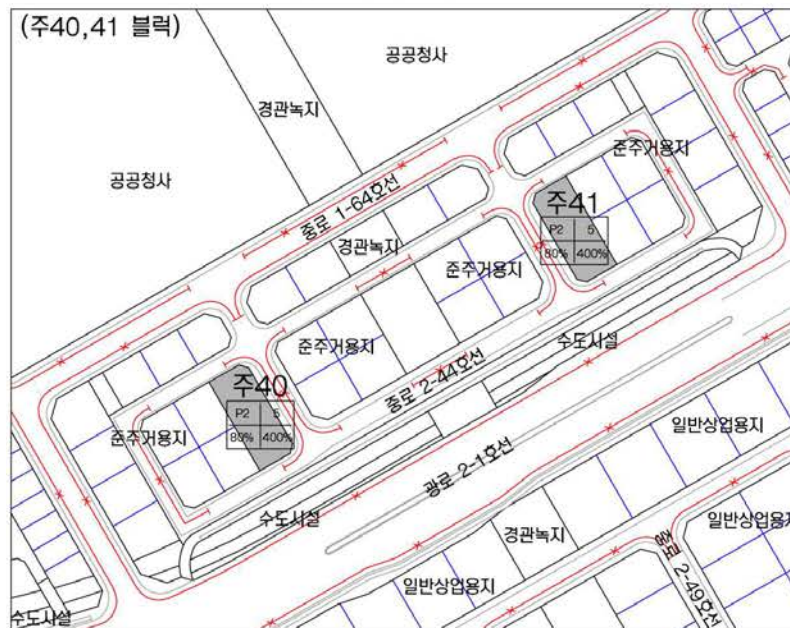 (주40,41 블럭)
공공청사
경관녹지
공공청사
준주거용지
중로 1-64호선
주41
P2 5
80% 400%
경관녹지
준주거용지
준주거용지
수도시설
중로 2-44호선
주40
P2 5
80% 400%
준주거용지
일반상업용지
광로 2-1호선
수도시설
경관녹지
일반상업용지
중로 2-49호선
일반상업용지
수도시설